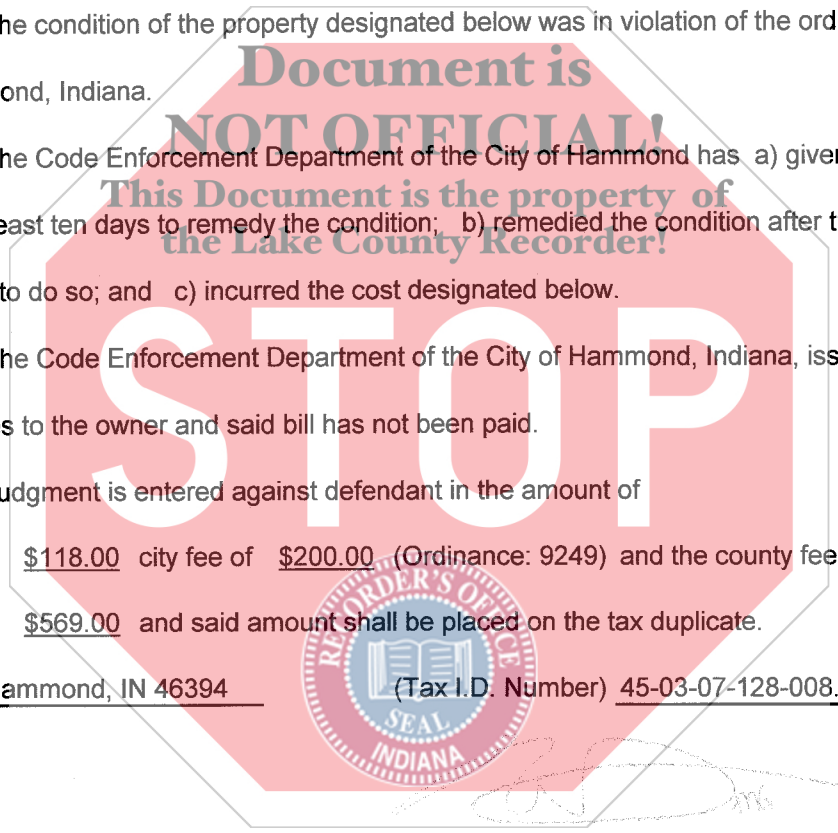 he condition of the property designated below was in violation of the ord
Document is
ond, Indiana.
NOT OFFICIAL!
he Code Enforcement Department of the City of Hammond has a) given
This Document is the property of
east ten days to remedy the condition; b) remedied the condition after t
the Lake County Recorder!
to do so; and c) incurred the cost designated below.
STOP
he Code Enforcement Department of the City of Hammond, Indiana, iss
s to the owner and said bill has not been paid.
udgment is entered against defendant in the amount of
$118.00 city fee of $200.00 (Ordinance: 9249) and the county fee
RECORDER'S OFFICE
$569.00 and said amount shall be placed on the tax duplicate.
ammond, IN 46394 (Tax I.D. Number) 45-03-07-128-008.
SEAL
INDIANA